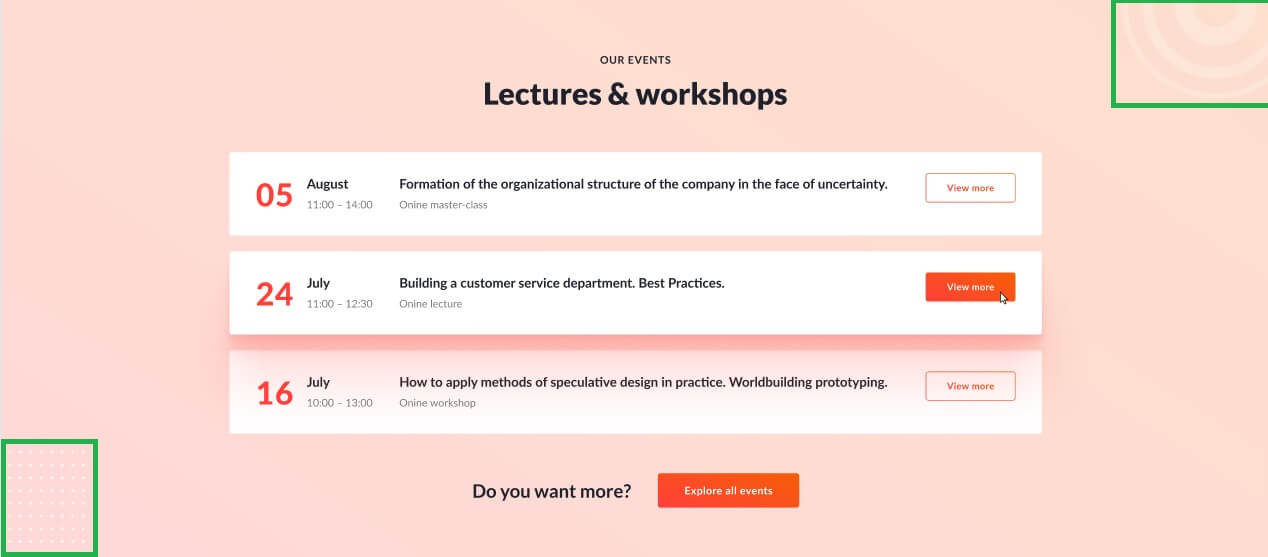 OUR EVENTS
Lectures & workshops
05
August
11:00 – 14:00
Formation of the organizational structure of the company in the face of uncertainty.
Onine master-class
View more
24
July
11:00 – 12:30
Building a customer service department. Best Practices.
Onine lecture
View more
16
July
10:00 – 13:00
How to apply methods of speculative design in practice. Worldbuilding prototyping.
Onine workshop
View more
Do you want more?
Explore all events